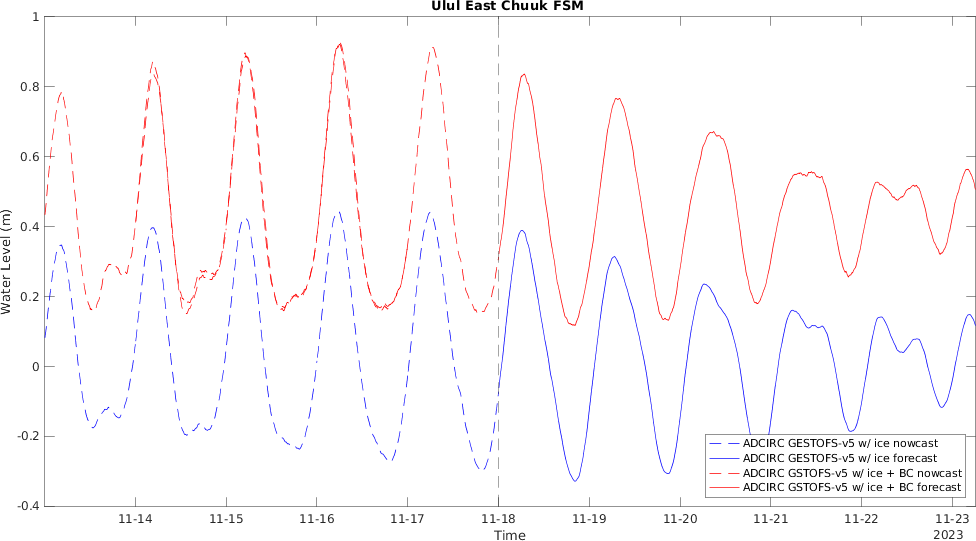 Ulul East Chuuk FSM
1
0.8
0.6
0.4
0.2
0
-0.2
-0.4
Water Level (m)
ADCIRC GESTOFS-v5 w/ ice nowcast
ADCIRC GESTOFS-v5 w/ ice forecast
ADCIRC GSTOFS-v5 w/ ice + BC nowcast
ADCIRC GSTOFS-v5 w/ ice + BC forecast
11-14 11-15 11-16 11-17 11-18 11-19 11-20 11-21 11-22 11-23
Time
2023